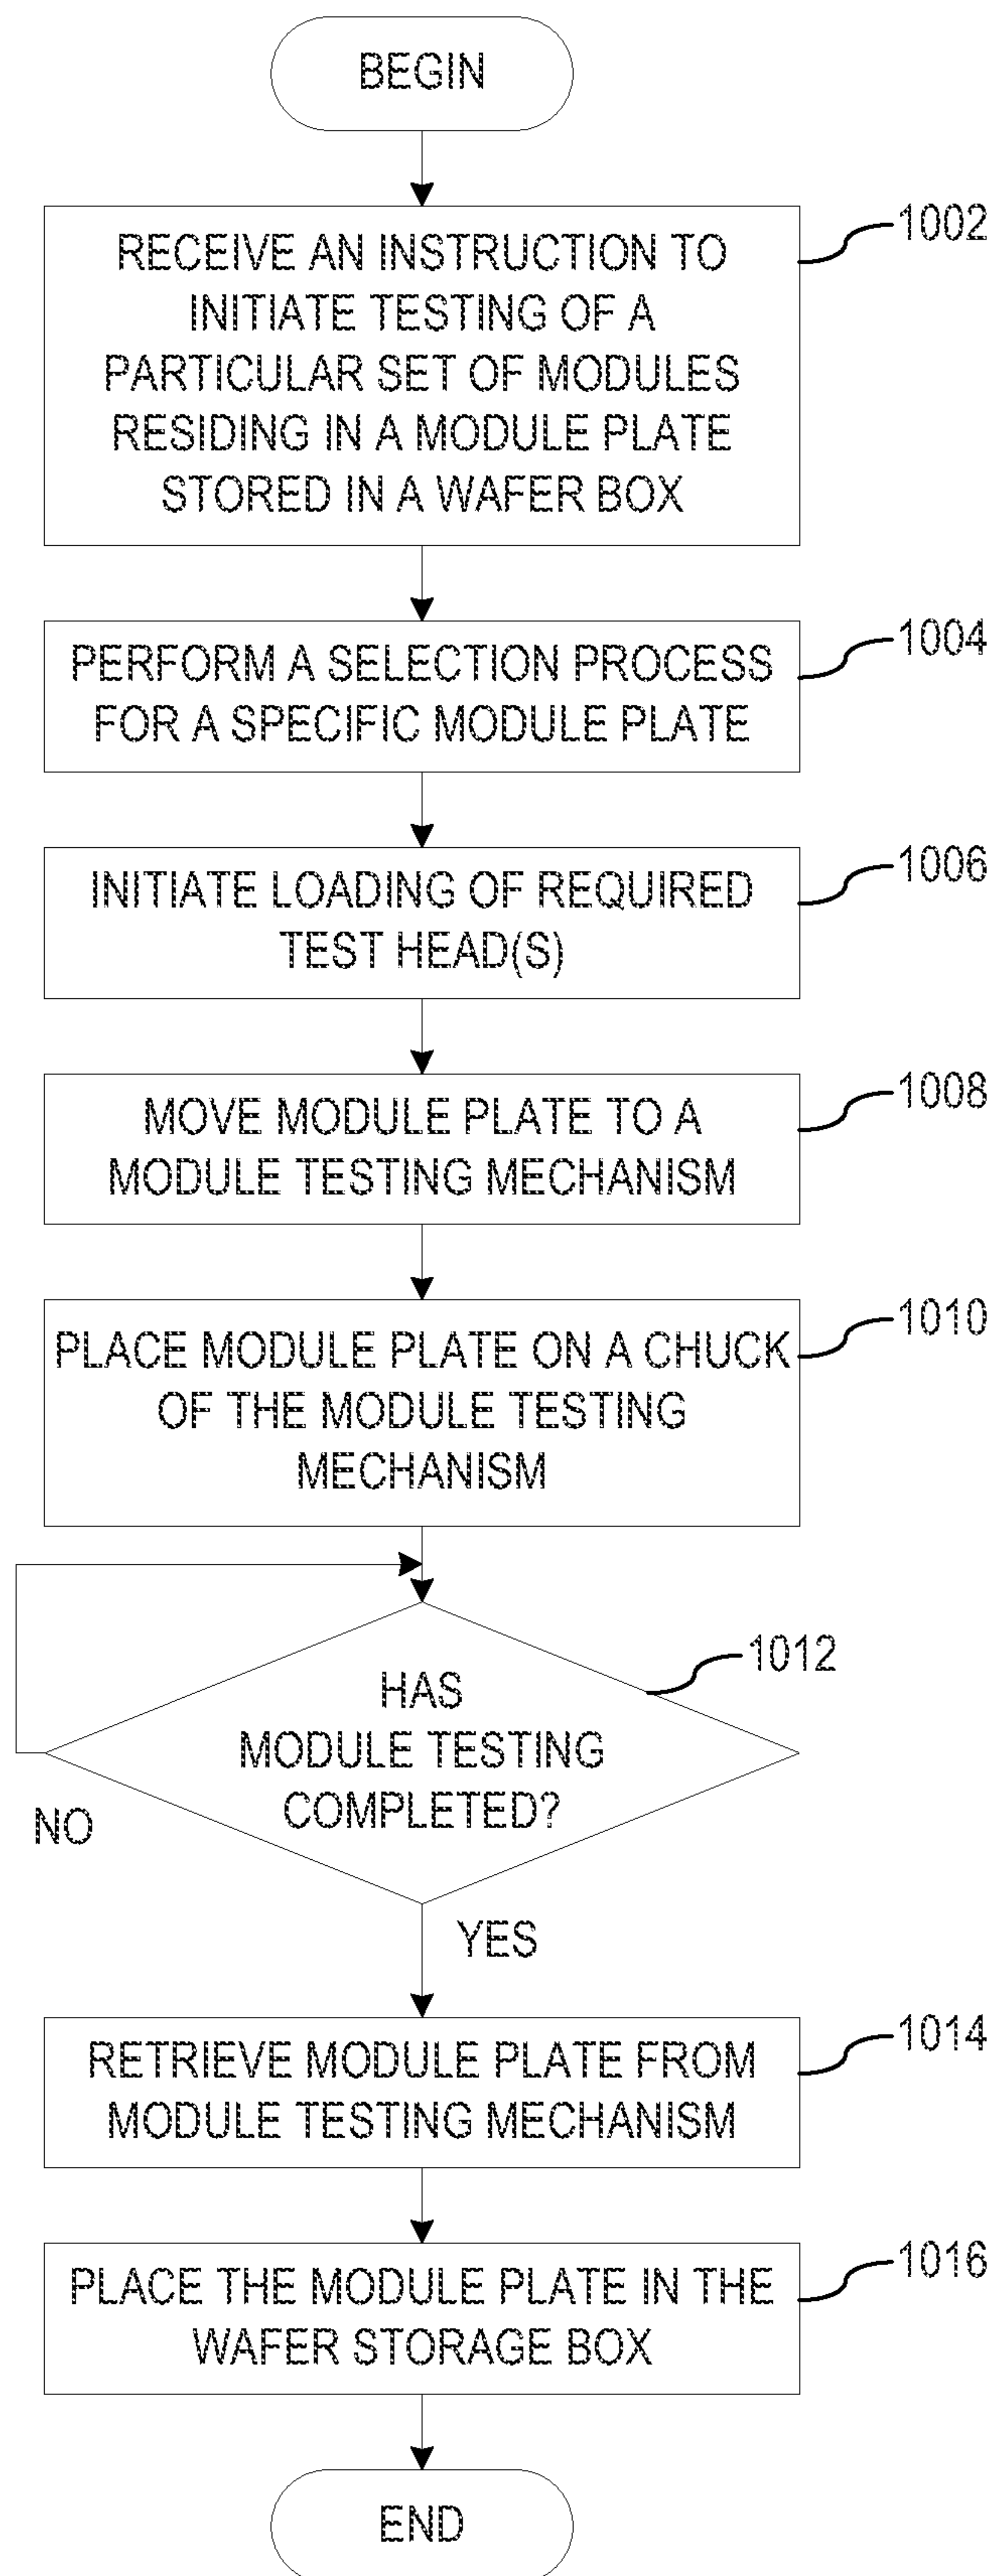 BEGIN
1002
RECEIVE AN INSTRUCTION TO
INITIATE TESTING OF A
PARTICULAR SET OF MODULES
RESIDING IN A MODULE PLATE
STORED IN A WAFER BOX
1004
PERFORM A SELECTION PROCESS
FOR A SPECIFIC MODULE PLATE
1006
INITIATE LOADING OF REQUIRED
TEST HEAD(S)
1008
MOVE MODULE PLATE TO A
MODULE TESTING MECHANISM
1010
PLACE MODULE PLATE ON A CHUCK
OF THE MODULE TESTING
MECHANISM
1012
HAS
MODULE TESTING
COMPLETED?
NO
YES
1014
RETRIEVE MODULE PLATE FROM
MODULE TESTING MECHANISM
1016
PLACE THE MODULE PLATE IN THE
WAFER STORAGE BOX
END